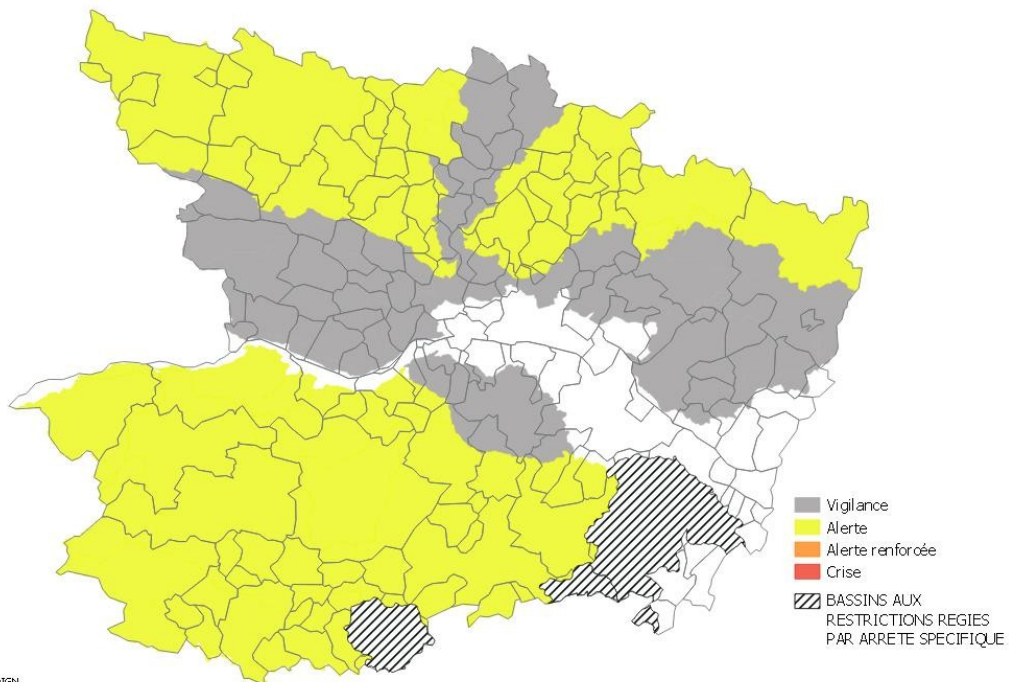 Vigilance
Alerte
Alerte renforcée
Crise
BASSINS AUX
RESTRICTIONS REGIES
PAR ARRETE SPECIFIQUE